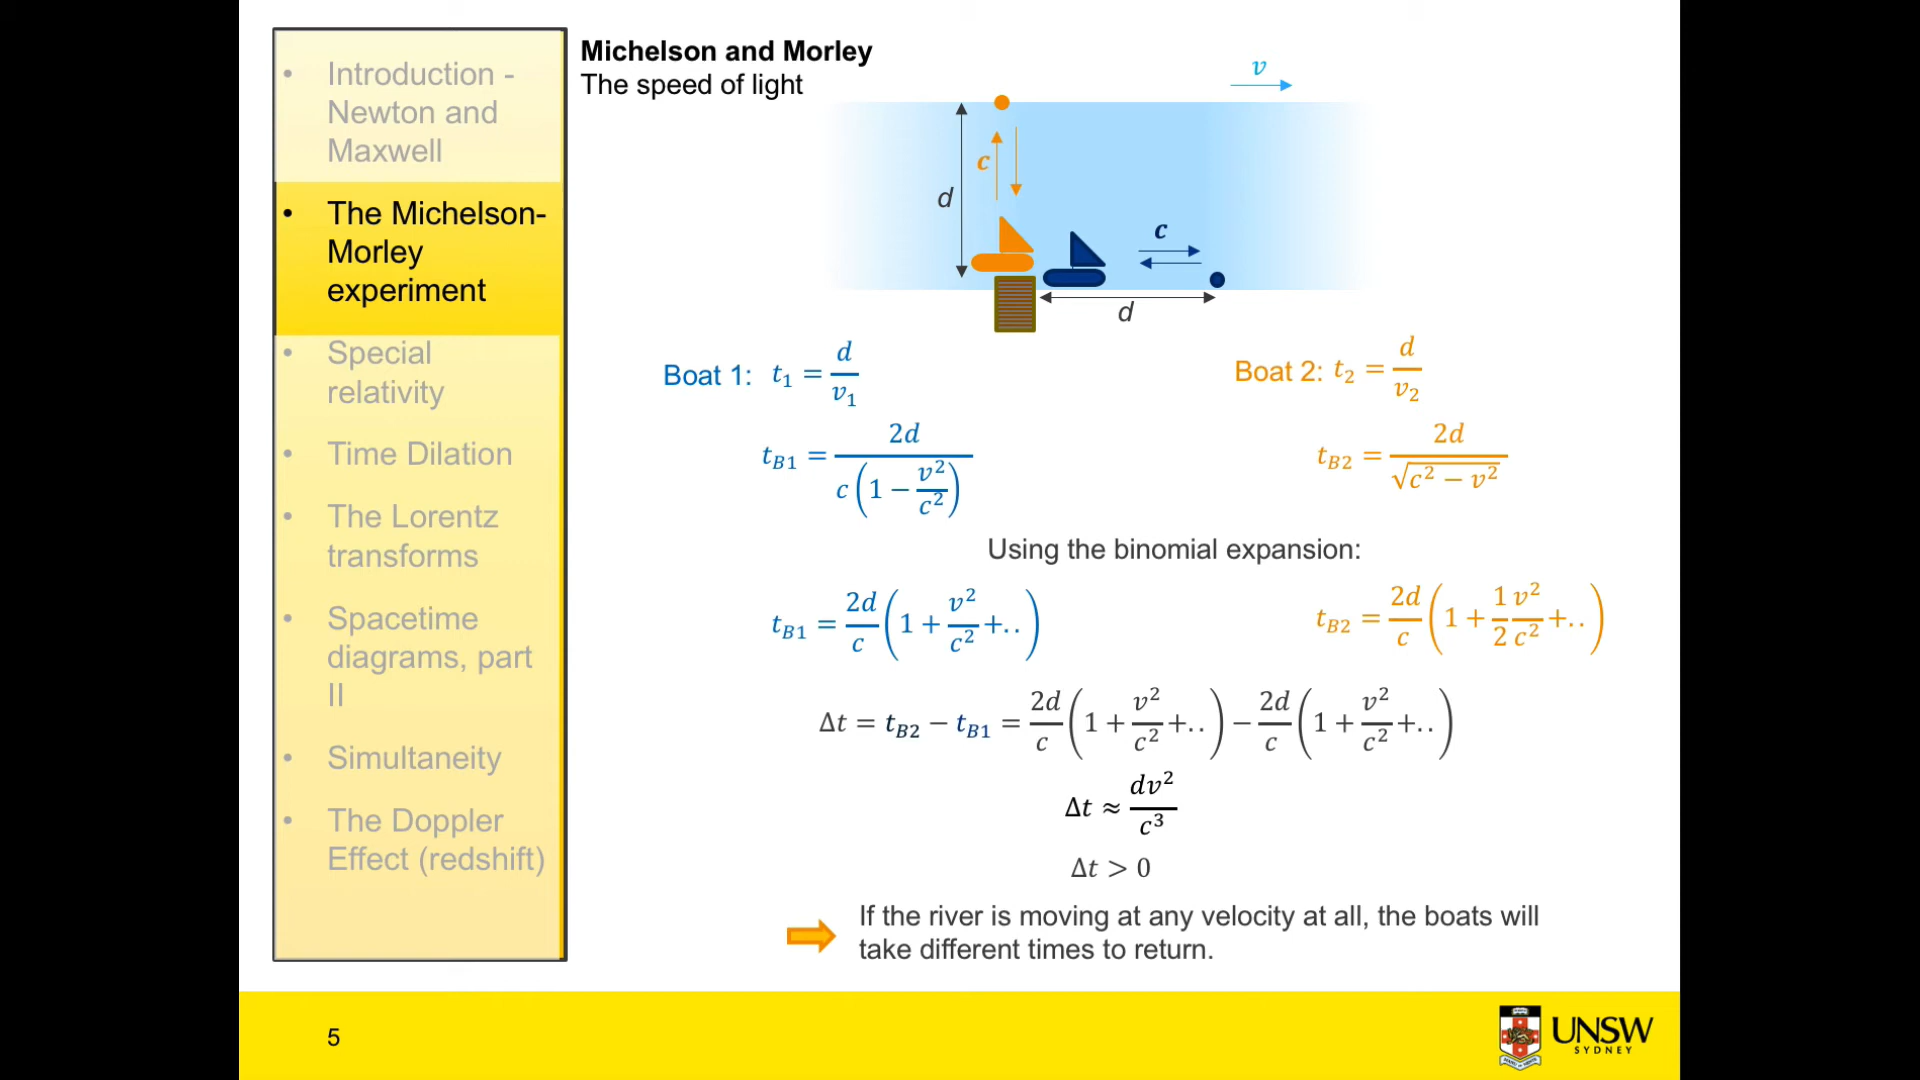 • Introduction -
Newton and
Maxwell
• The Michelson-
Morley
experiment
• Special
relativity
• Time Dilation
• The Lorentz
transforms
• Spacetime
diagrams, part
II
• Simultaneity
• The Doppler
Effect (redshift)
Michelson and Morley
The speed of light
v
c
d
c
d
Boat 1: t₁ = d/v₁
Boat 2: t₂ = d/v₂
t_B1 = 2d/(c(1 − v²/c²))
t_B2 = 2d/√(c² − v²)
Using the binomial expansion:
t_B1 = 2d/c (1 + v²/c² +..)
t_B2 = 2d/c (1 + 1/2 v²/c² +..)
Δt = t_B2 − t_B1 = 2d/c (1 + v²/c² +..) − 2d/c (1 + v²/c² +..)
Δt ≈ dv²/c³
Δt > 0
If the river is moving at any velocity at all, the boats will
take different times to return.
5
UNSW
SYDNEY